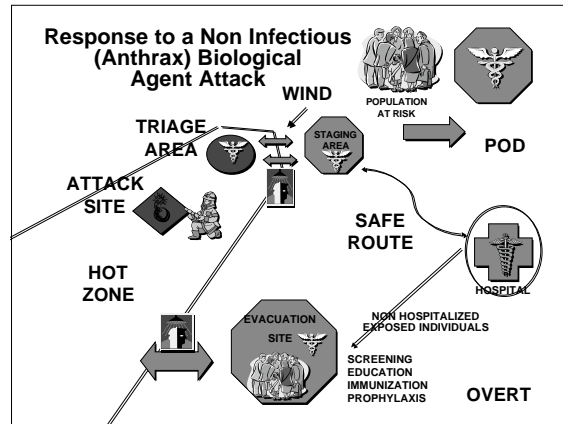 Response to a Non Infectious
(Anthrax) Biological
Agent Attack
WIND
POPULATION
AT RISK
POD
TRIAGE
AREA
STAGING
AREA
ATTACK
SITE
SAFE
ROUTE
HOSPITAL
HOT
ZONE
NON HOSPITALIZED
EXPOSED INDIVIDUALS
EVACUATION
SITE
SCREENING
EDUCATION
IMMUNIZATION
PROPHYLAXIS
OVERT